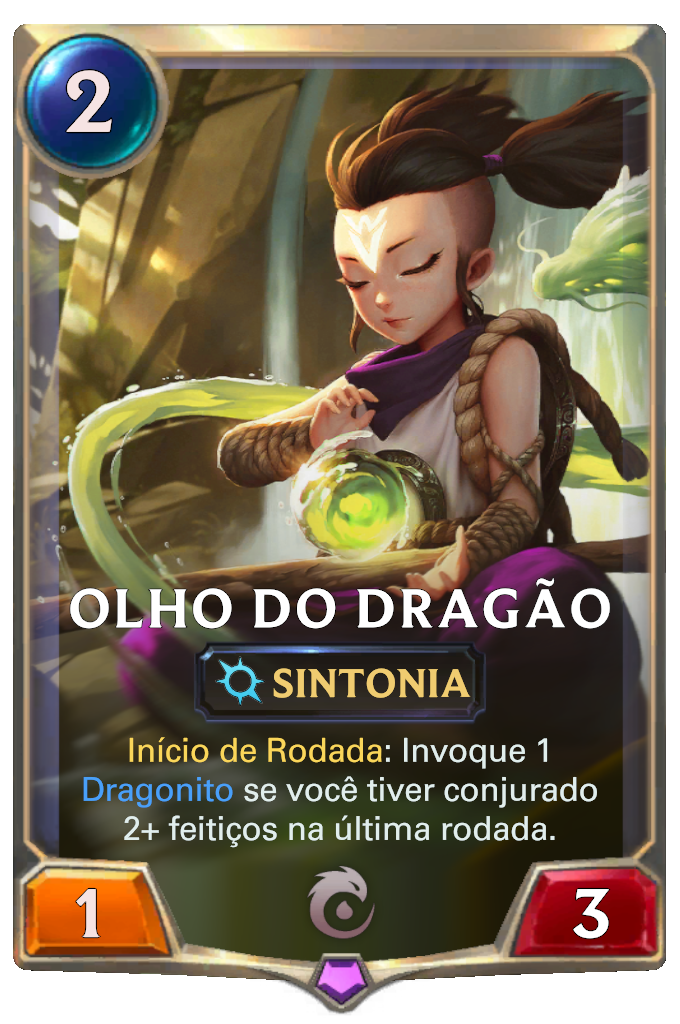 2
OLHO DO DRAGÃO
SINTONIA
Início de Rodada: Invoque 1
Dragonito se você tiver conjurado
2+ feitiços na última rodada.
1
3